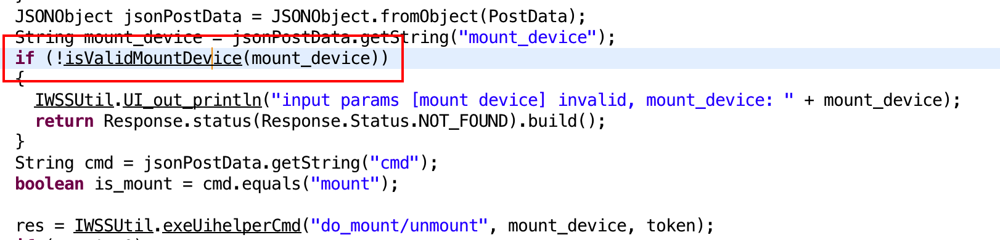 JSONObject jsonPostData = JSONObject.fromObject(PostData);
String mount_device = jsonPostData.getString("mount_device");
if (!isValidMountDevice(mount_device))
{
IWSSUtil.UI_out_println("input params [mount device] invalid, mount_device: " + mount_device);
return Response.status(Response.Status.NOT_FOUND).build();
}
String cmd = jsonPostData.getString("cmd");
boolean is_mount = cmd.equals("mount");
res = IWSSUtil.exeUihelperCmd("do_mount/unmount", mount_device, token);